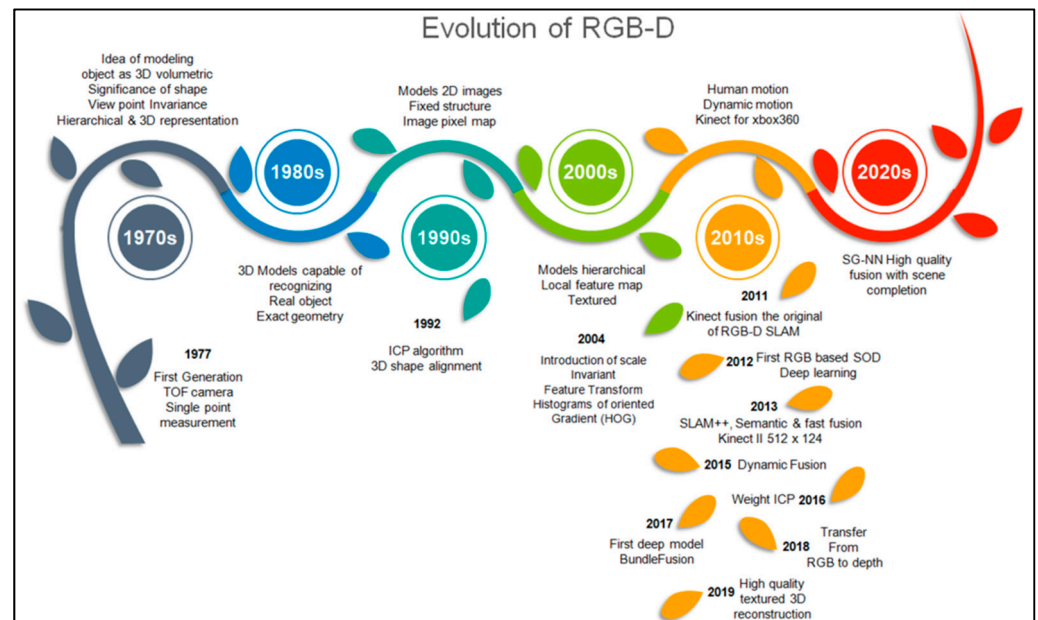 Evolution of RGB-D
Idea of modeling
object as 3D volumetric
Significance of shape
View point Invariance
Hierarchical & 3D representation
1970s
1977
First Generation
TOF camera
Single point
measurement
1980s
3D Models capable of
recognizing
Real object
Exact geometry
Models 2D images
Fixed structure
Image pixel map
1990s
1992
ICP algorithm
3D shape alignment
2000s
Models hierarchical
Local feature map
Textured
2004
Introduction of scale
Invariant
Feature Transform
Histograms of oriented
Gradient (HOG)
Human motion
Dynamic motion
Kinect for xbox360
2010s
2011
Kinect fusion the original
of RGB-D SLAM
2012 First RGB based SOD
Deep learning
2013
SLAM++, Semantic & fast fusion
Kinect II 512 x 124
2015 Dynamic Fusion
Weight ICP 2016
2017
First deep model
BundleFusion
2018 Transfer
From
RGB to depth
2019 High quality
textured 3D
reconstruction
2020s
SG-NN High quality
fusion with scene
completion